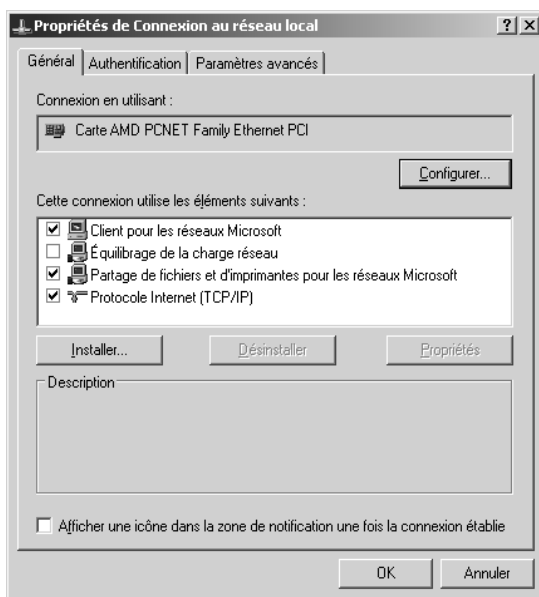 Propriétés de Connexion au réseau local
Général Authentification Paramètres avancés
Connexion en utilisant :
Carte AMD PCNET Family Ethernet PCI
Configurer...
Cette connexion utilise les éléments suivants :
Client pour les réseaux Microsoft
Équilibrage de la charge réseau
Partage de fichiers et d'imprimantes pour les réseaux Microsoft
Protocole Internet (TCP/IP)
Installer... Désinstaller Propriétés
Description
Afficher une icône dans la zone de notification une fois la connexion établie
OK Annuler